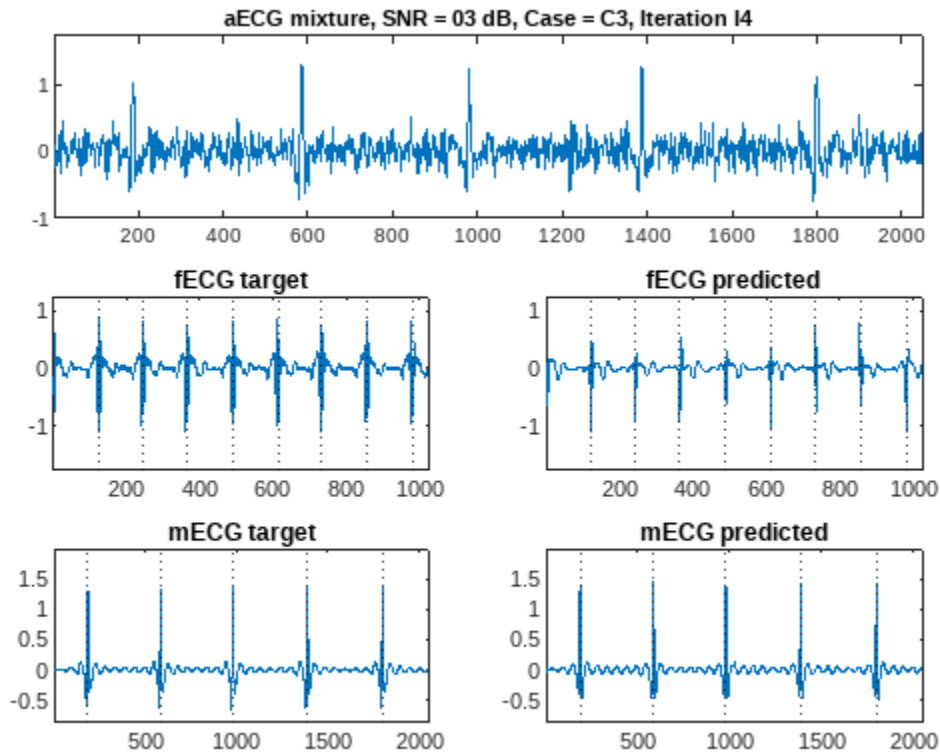 aECG mixture, SNR = 03 dB, Case = C3, Iteration I4
1
0
-1
200 400 600 800 1000 1200 1400 1600 1800 2000
fECG target
fECG predicted
1
0
-1
200 400 600 800 1000
1
0
-1
200 400 600 800 1000
mECG target
mECG predicted
1.5
1
0.5
0
-0.5
500 1000 1500 2000
1.5
1
0.5
0
-0.5
500 1000 1500 2000